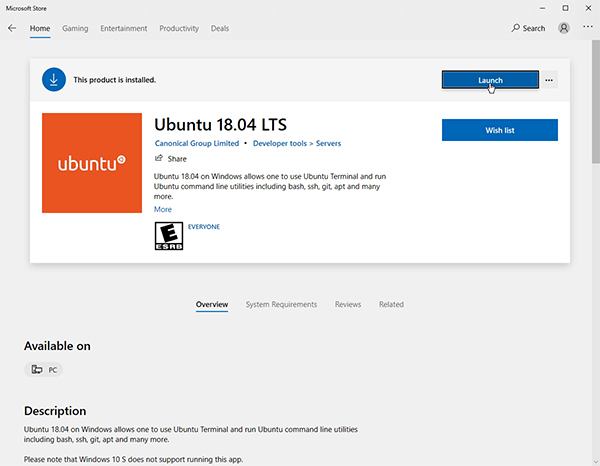 Microsoft Store
Home Gaming Entertainment Productivity Deals Search
This product is installed. Launch
ubuntu
Ubuntu 18.04 LTS
Canonical Group Limited • Developer tools > Servers
Wish list
Share
Ubuntu 18.04 on Windows allows one to use Ubuntu Terminal and run
Ubuntu command line utilities including bash, ssh, git, apt and many
more.
More
E
ESRB
EVERYONE
Overview System Requirements Reviews Related
Available on
PC
Description
Ubuntu 18.04 on Windows allows one to use Ubuntu Terminal and run Ubuntu command line utilities
including bash, ssh, git, apt and many more.
Please note that Windows 10 S does not support running this app.